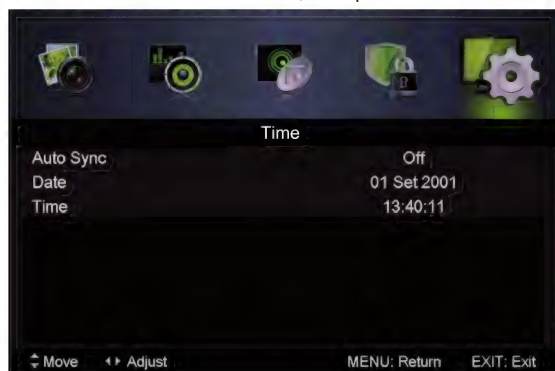 Time
Auto Sync Off
Date 01 Set 2001
Time 13:40:11
Move Adjust MENU: Return EXIT: Exit